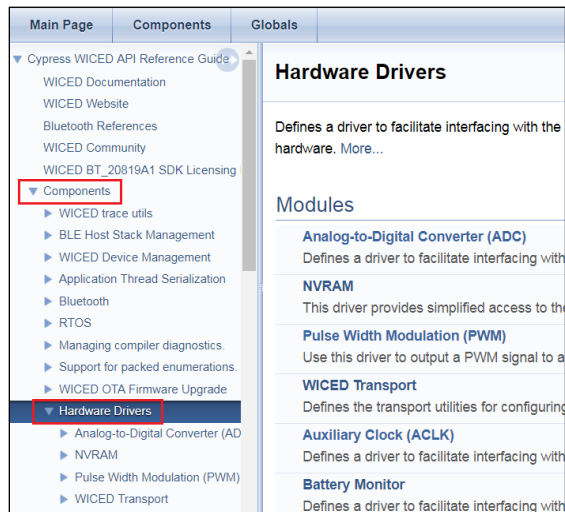 Main Page Components Globals
Cypress WICED API Reference Guide
WICED Documentation
WICED Website
Bluetooth References
WICED Community
WICED BT_20819A1 SDK Licensing
Components
WICED trace utils
BLE Host Stack Management
WICED Device Management
Application Thread Serialization
Bluetooth
RTOS
Managing compiler diagnostics.
Support for packed enumerations.
WICED OTA Firmware Upgrade
Hardware Drivers
Analog-to-Digital Converter (AD
NVRAM
Pulse Width Modulation (PWM)
WICED Transport
Hardware Drivers
Defines a driver to facilitate interfacing with the
hardware. More...
Modules
Analog-to-Digital Converter (ADC)
Defines a driver to facilitate interfacing with
NVRAM
This driver provides simplified access to the
Pulse Width Modulation (PWM)
Use this driver to output a PWM signal to a
WICED Transport
Defines the transport utilities for configuring
Auxiliary Clock (ACLK)
Defines a driver to facilitate interfacing with
Battery Monitor
Defines a driver to facilitate interfacing with